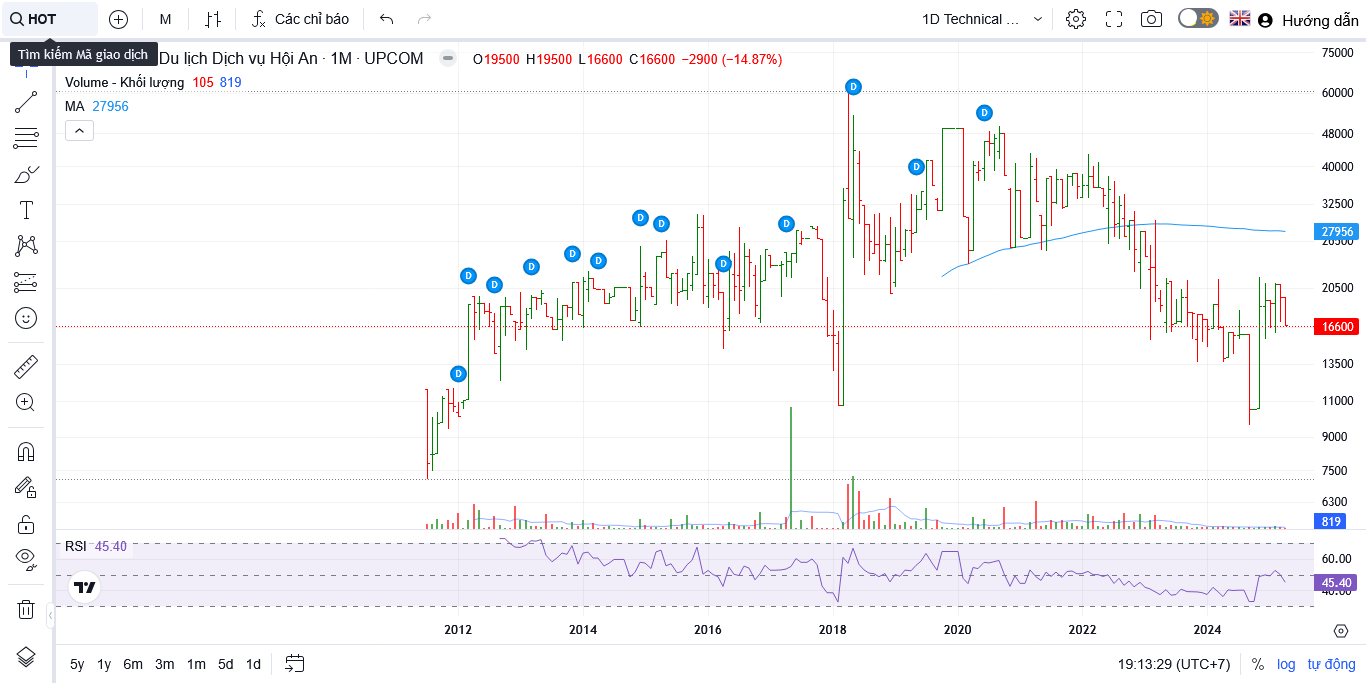 HOT
M
Các chỉ báo
1D Technical ...
Hướng dẫn
Tìm kiếm Mã giao dịch
Du lịch Dịch vụ Hội An · 1M · UPCOM
O19500 H19500 L16600 C16600 −2900 (−14.87%)
Volume - Khối lượng 105 819
MA 27956
D
D
D
D
D
D
D
D
D
D
D
D
D
75000
60000
48000
40000
32500
27956
20500
16600
13500
11000
9000
7500
6300
819
RSI 45.40
60.00
45.40
40.00
2012 2014 2016 2018 2020 2022 2024
5y 1y 6m 3m 1m 5d 1d
19:13:29 (UTC+7) % log tự động